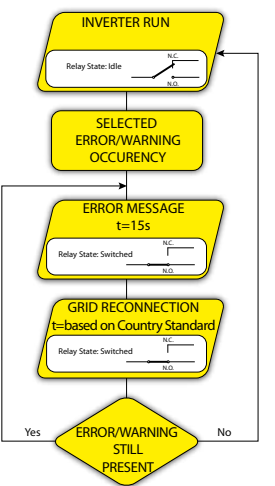 INVERTER RUN
N.C.
Relay State: Idle
N.O.
SELECTED
ERROR/WARNING
OCCURENCY
ERROR MESSAGE
t=15s
N.C.
Relay State: Switched
N.O.
GRID RECONNECTION
t=based on Country Standard
N.C.
Relay State: Switched
N.O.
Yes
ERROR/WARNING
No
STILL
PRESENT